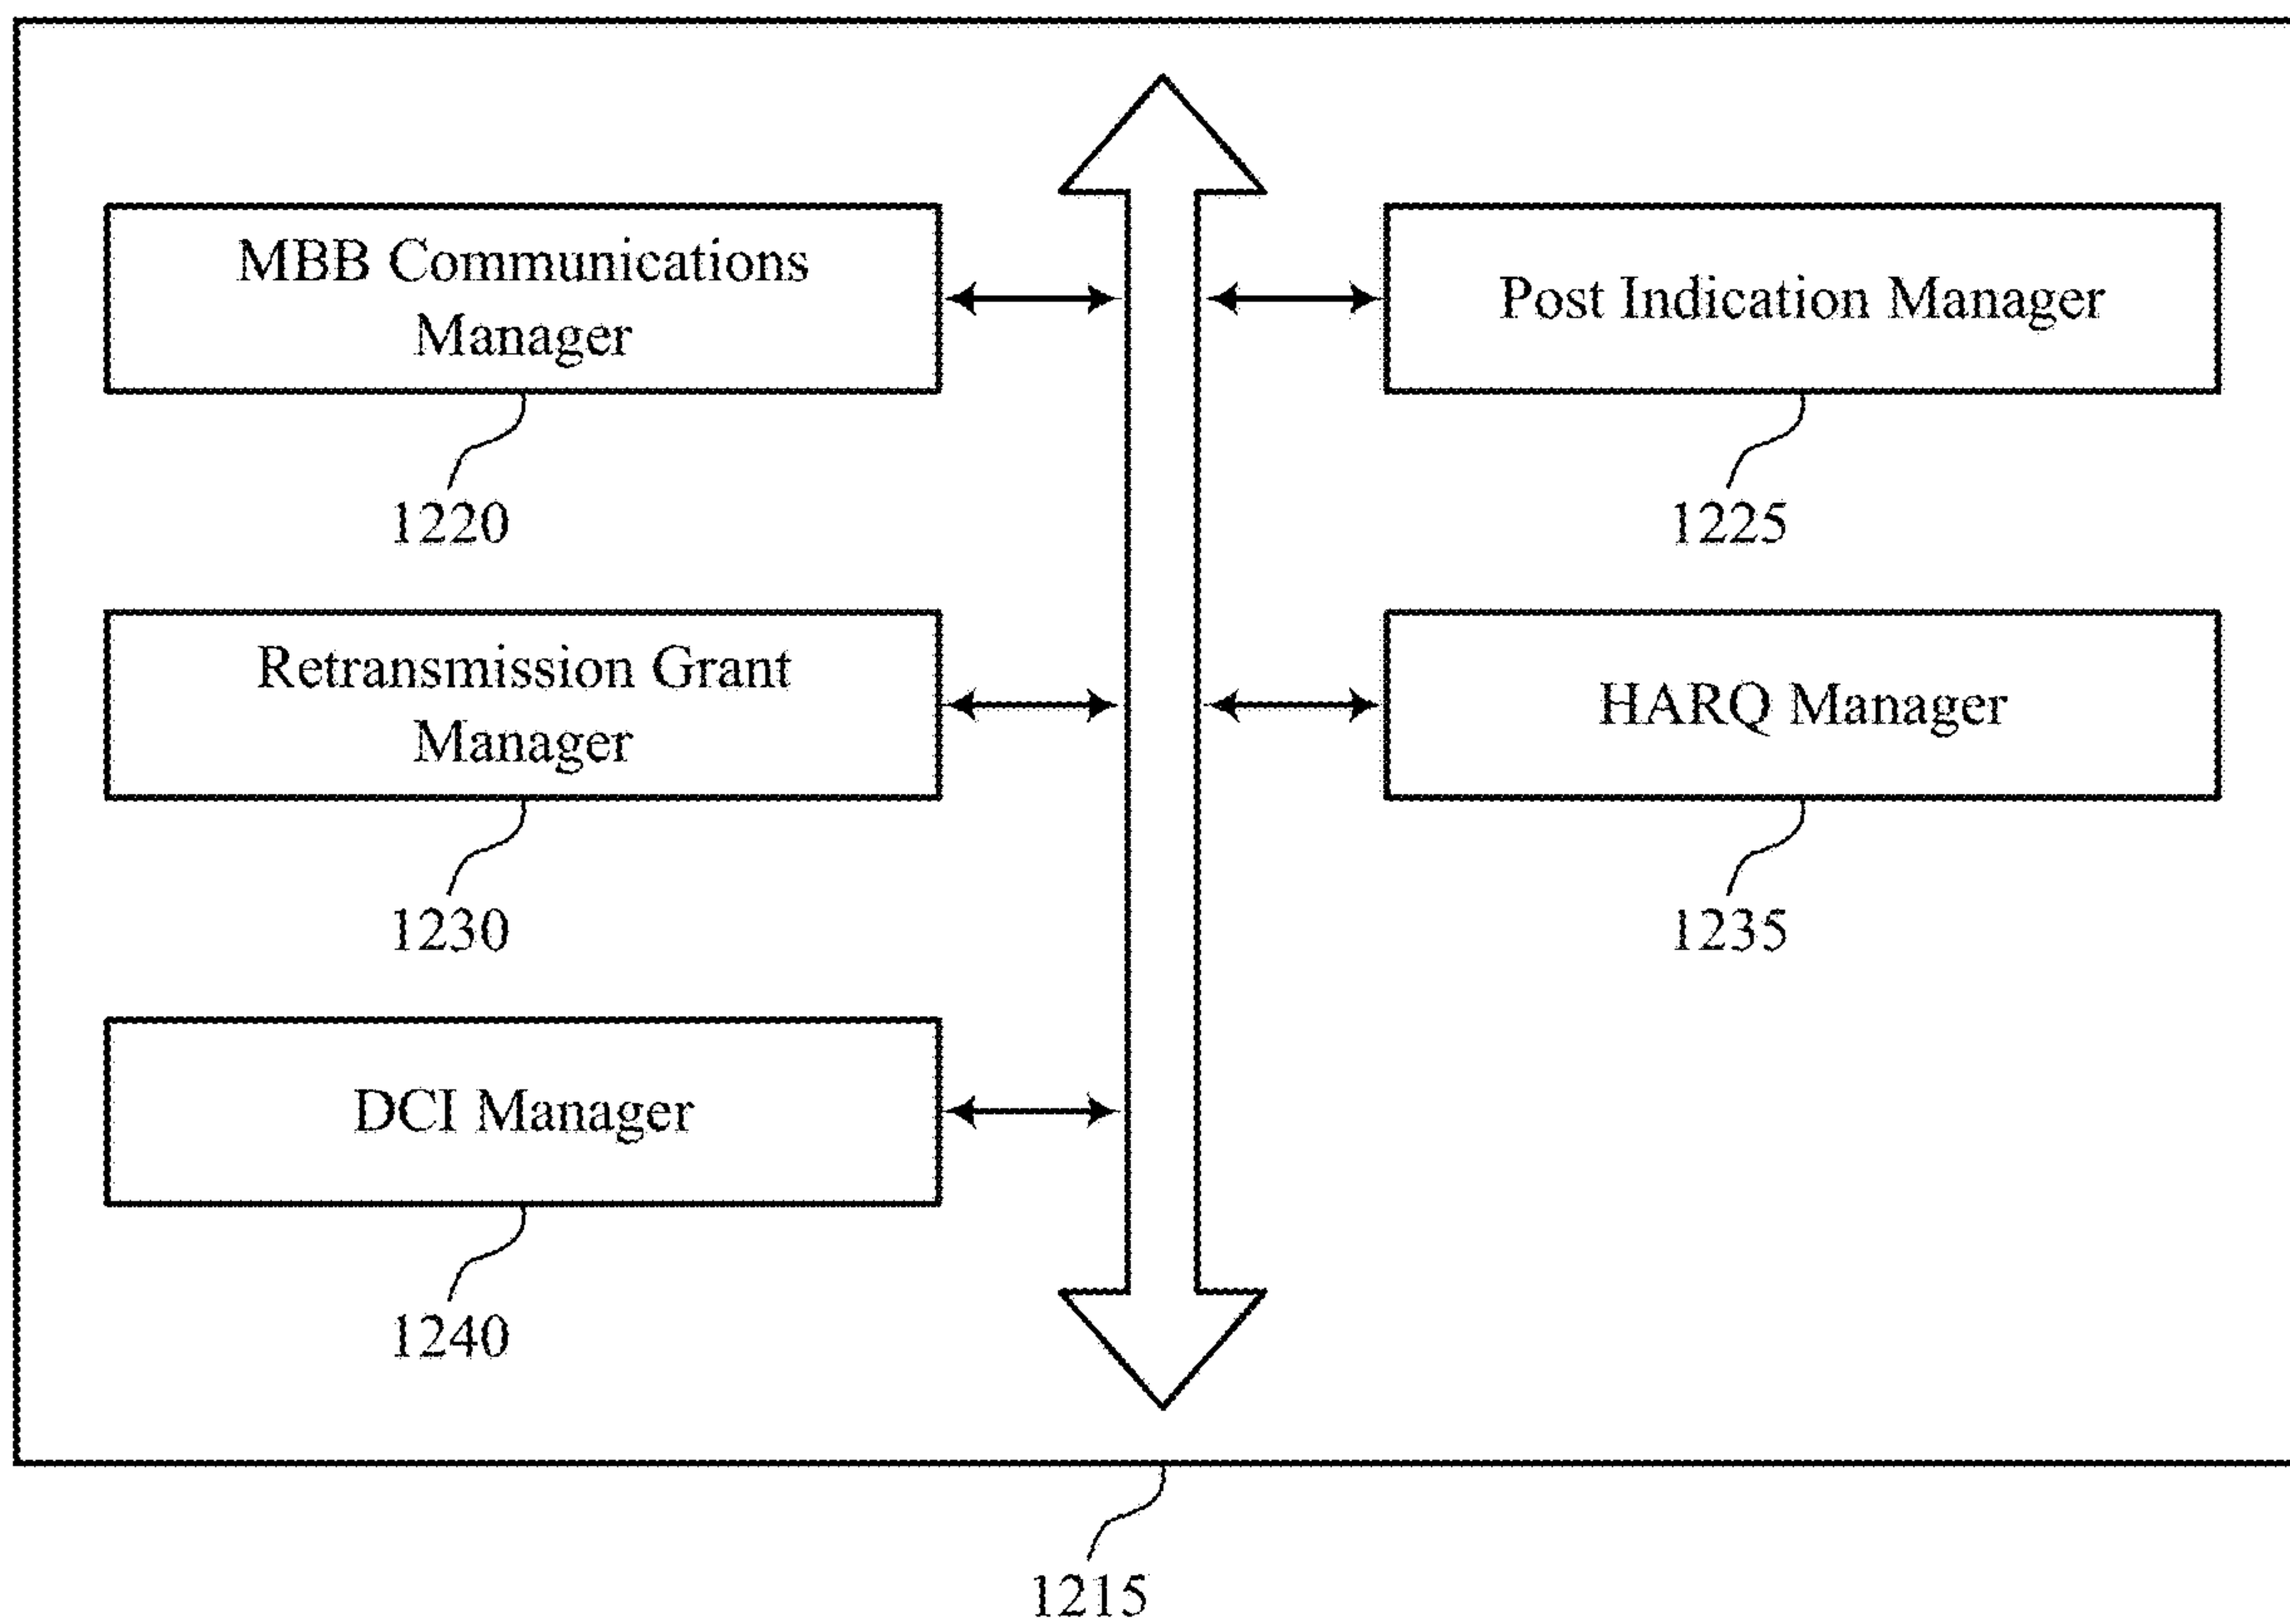 MBB Communications
Manager
1220
Post Indication Manager
1225
Retransmission Grant
Manager
1230
HARQ Manager
1235
DCI Manager
1240
1215